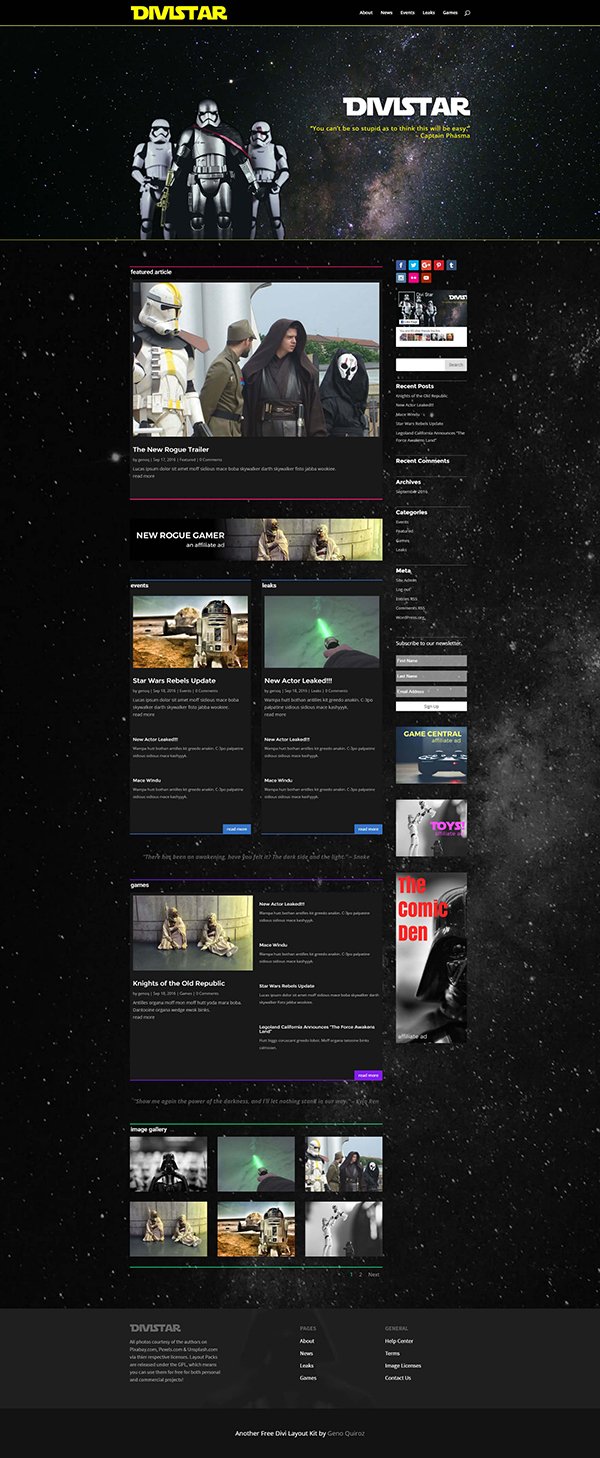 DIVISTAR
About News Events Leaks Games
DIVISTAR
"You can't be so stupid as to think this will be easy."
Captain Phasma
featured article
The New Rogue Trailer
by genoq | Sep 17, 2016 | Featured | 0 Comments
Lucas ipsum dolor sit amet moff sidious mace boba skywalker darth skywalker fisto jabba wookiee.
read more
NEW ROGUE GAMER
an affiliate ad
events
Star Wars Rebels Update
by genoq | Sep 18, 2016 | Events | 0 Comments
Lucas ipsum dolor sit amet moff sidious mace boba
skywalker darth skywalker fisto jabba wookiee.
read more
New Actor Leaked!!!
Wampa hutt bothan antilles kit greedo anakin. C-3po palpatine
sidious sidious mace kashyyyk.
Mace Windu
Wampa hutt bothan antilles kit greedo anakin. C-3po palpatine
sidious sidious mace kashyyyk.
read more
leaks
New Actor Leaked!!!
by genoq | Sep 18, 2016 | Leaks | 0 Comments
Wampa hutt bothan antilles kit greedo anakin. C-3po
palpatine sidious sidious mace kashyyyk.
read more
New Actor Leaked!!!
Wampa hutt bothan antilles kit greedo anakin. C-3po palpatine
sidious sidious mace kashyyyk.
Mace Windu
Wampa hutt bothan antilles kit greedo anakin. C-3po palpatine
sidious sidious mace kashyyyk.
read more
"There has been an awakening, have you felt it? The dark side and the light." – Snoke
games
Knights of the Old Republic
by genoq | Sep 18, 2016 | Games | 0 Comments
Antilles organa moff mon moff hutt yoda mara boba.
Dantooine organa wedge ewok binks.
read more
New Actor Leaked!!!
Wampa hutt bothan antilles kit greedo anakin. C-3po palpatine
sidious sidious mace kashyyyk.
Mace Windu
Wampa hutt bothan antilles kit greedo anakin. C-3po palpatine
sidious sidious mace kashyyyk.
Star Wars Rebels Update
Lucas ipsum dolor sit amet moff sidious mace boba skywalker darth
skywalker fisto jabba wookiee.
Legoland California Announces "The Force Awakens
Land"
Hutt biggs coruscant greedo lobot. Moff organa tatooine binks
calrissian.
read more
"Show me again the power of the darkness, and I'll let nothing stand in our way." – Kylo Ren
image gallery
1 2 Next
Divi Star
Search
Recent Posts
Knights of the Old Republic
New Actor Leaked!!!
Mace Windu
Star Wars Rebels Update
Legoland California Announces "The
Force Awakens Land"
Recent Comments
Archives
September 2016
Categories
Events
Featured
Games
Leaks
Meta
Site Admin
Log out
Entries RSS
Comments RSS
WordPress.org
Subscribe to our newsletter.
First Name
Last Name
Email Address
Sign Up
GAME CENTRAL
affiliate ad
TOYS!
affiliate ad
The
Comic
Den
affiliate ad
DIVISTAR
All photos courtesy of the authors on
Pixabay.com, Pexels.com & Unsplash.com
via thier respective licenses. Layout Packs
are released under the GPL, which means
you can use them for free for both personal
and commercial projects!
PAGES
About
News
Leaks
Games
GENERAL
Help Center
Terms
Image Licenses
Contact Us
Another Free Divi Layout Kit by Geno Quiroz